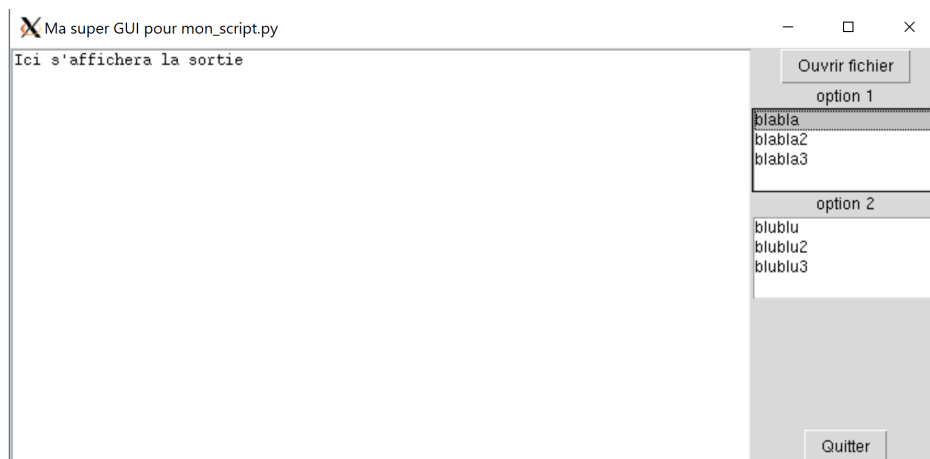 Ma super GUI pour mon_script.py
Ici s'affichera la sortie
Ouvrir fichier
option 1
blabla
blabla2
blabla3
option 2
blublu
blublu2
blublu3
Quitter